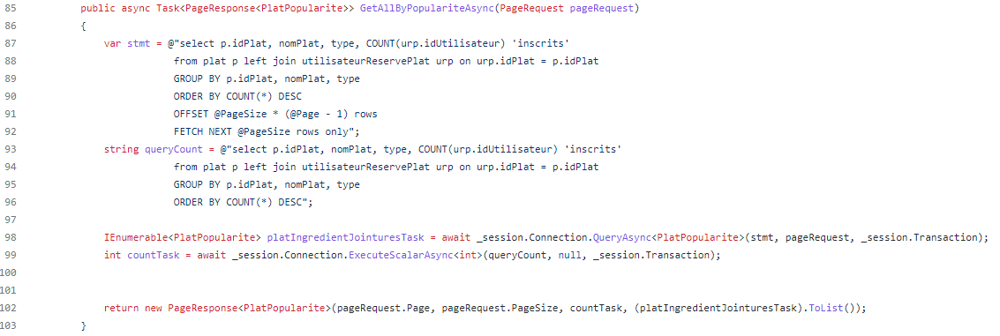 85 public async Task<PageResponse<PlatPopularite>> GetAllByPopulariteAsync(PageRequest pageRequest)
86 {
87 var stmt = @"select p.idPlat, nomPlat, type, COUNT(urp.idUtilisateur) 'inscrits'
88 from plat p left join utilisateurReservePlat urp on urp.idPlat = p.idPlat
89 GROUP BY p.idPlat, nomPlat, type
90 ORDER BY COUNT(*) DESC
91 OFFSET @PageSize * (@Page - 1) rows
92 FETCH NEXT @PageSize rows only";
93 string queryCount = @"select p.idPlat, nomPlat, type, COUNT(urp.idUtilisateur) 'inscrits'
94 from plat p left join utilisateurReservePlat urp on urp.idPlat = p.idPlat
95 GROUP BY p.idPlat, nomPlat, type
96 ORDER BY COUNT(*) DESC";
97
98 IEnumerable<PlatPopularite> platIngredientJointuresTask = await _session.Connection.QueryAsync<PlatPopularite>(stmt, pageRequest, _session.Transaction);
99 int countTask = await _session.Connection.ExecuteScalarAsync<int>(queryCount, null, _session.Transaction);
100
101
102 return new PageResponse<PlatPopularite>(pageRequest.Page, pageRequest.PageSize, countTask, (platIngredientJointuresTask).ToList());
103 }